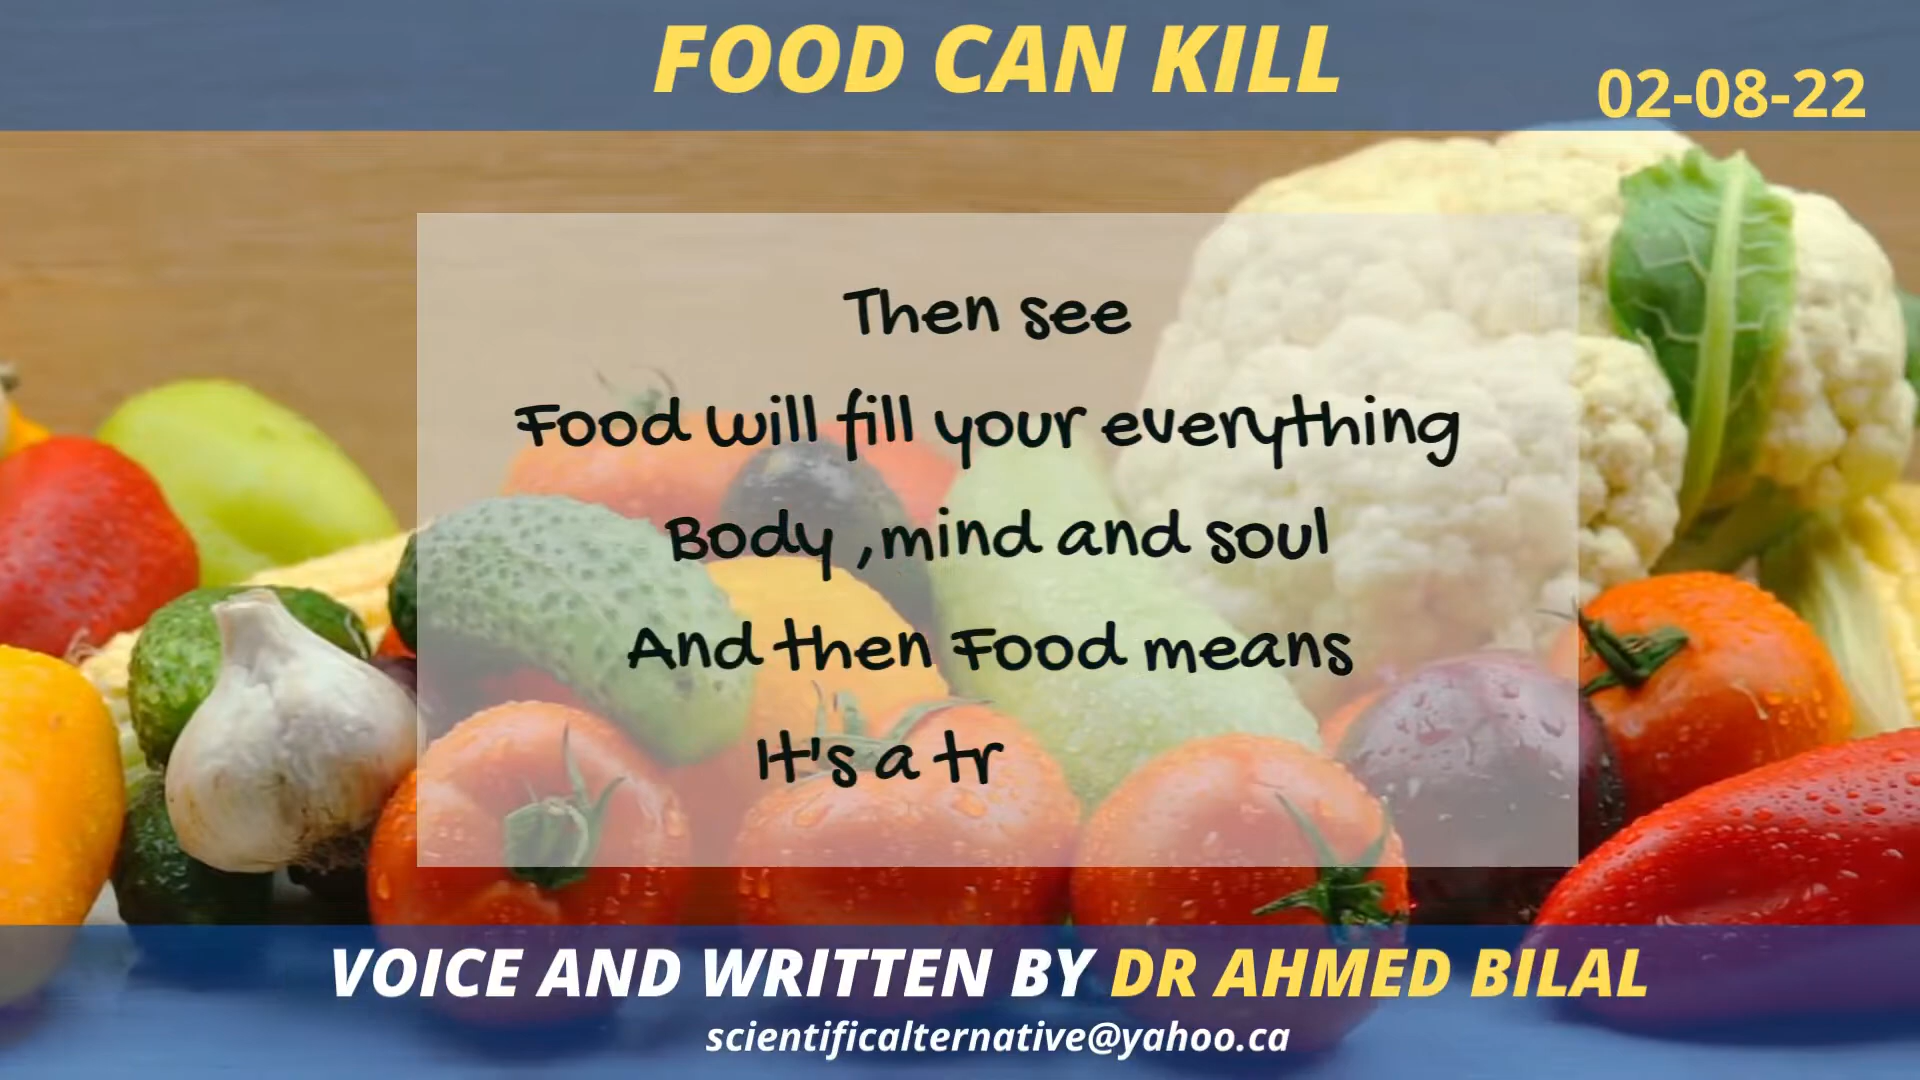 FOOD CAN KILL
02-08-22
Then see
Food will fill your everything
Body ,mind and soul
And then Food means
It's a tr
VOICE AND WRITTEN BY DR AHMED BILAL
scientificalternative@yahoo.ca